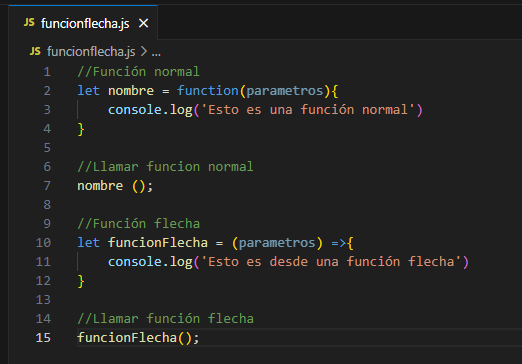 JS funcionflecha.js ×
JS funcionflecha.js > ...
1 //Función normal
2 let nombre = function(parametros){
3     console.log('Esto es una función normal')
4 }
5
6 //Llamar funcion normal
7 nombre ();
8
9 //Función flecha
10 let funcionFlecha = (parametros) =>{
11     console.log('Esto es desde una función flecha')
12 }
13
14 //Llamar función flecha
15 funcionFlecha();